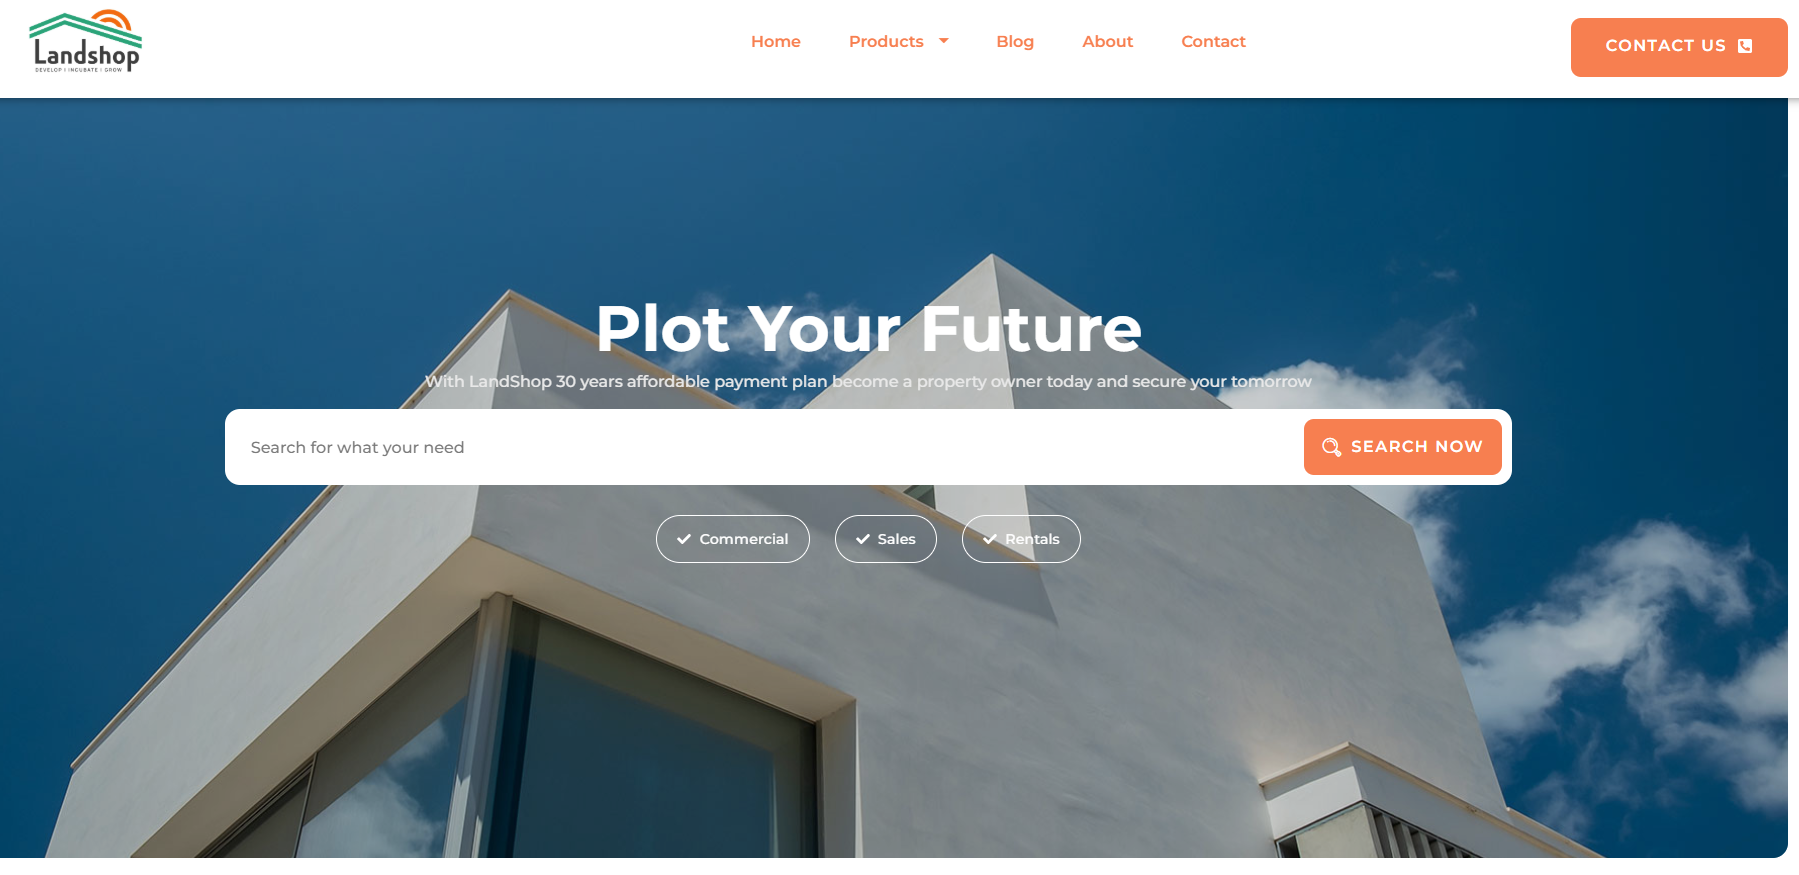 Landshop
DEVELOP | INCUBATE | GROW
Home Products Blog About Contact
CONTACT US
Plot Your Future
With LandShop 30 years affordable payment plan become a property owner today and secure your tomorrow
Search for what your need
SEARCH NOW
Commercial Sales Rentals